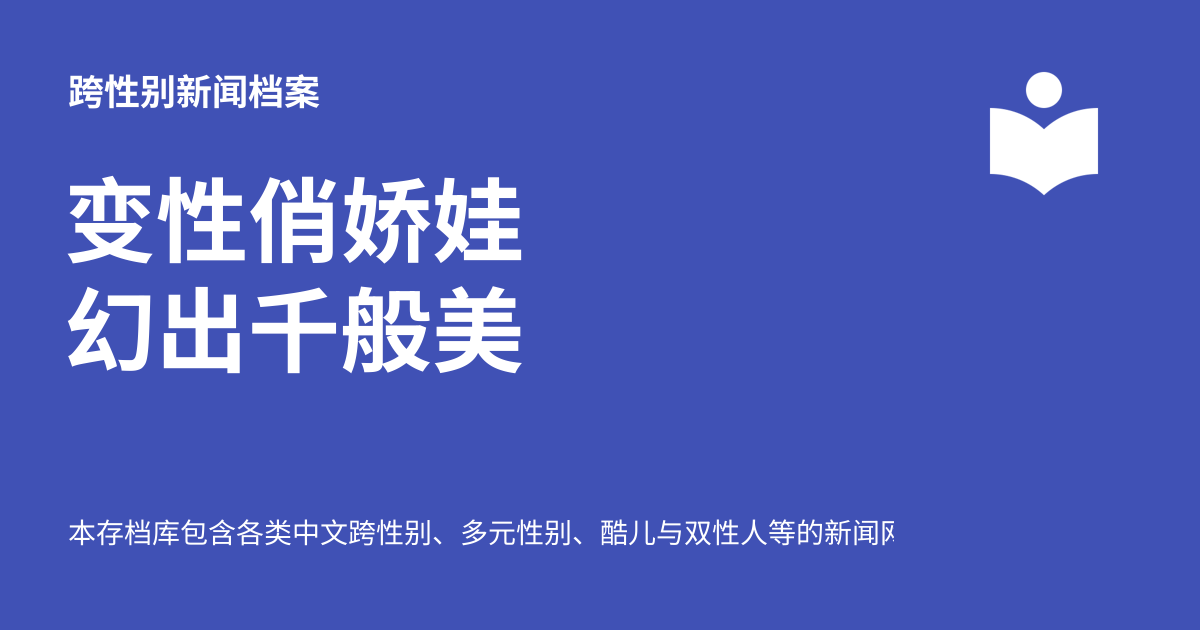 跨性别新闻档案
变性俏娇娃
幻出千般美
本存档库包含各类中文跨性别、多元性别、酷儿与双性人等的新闻